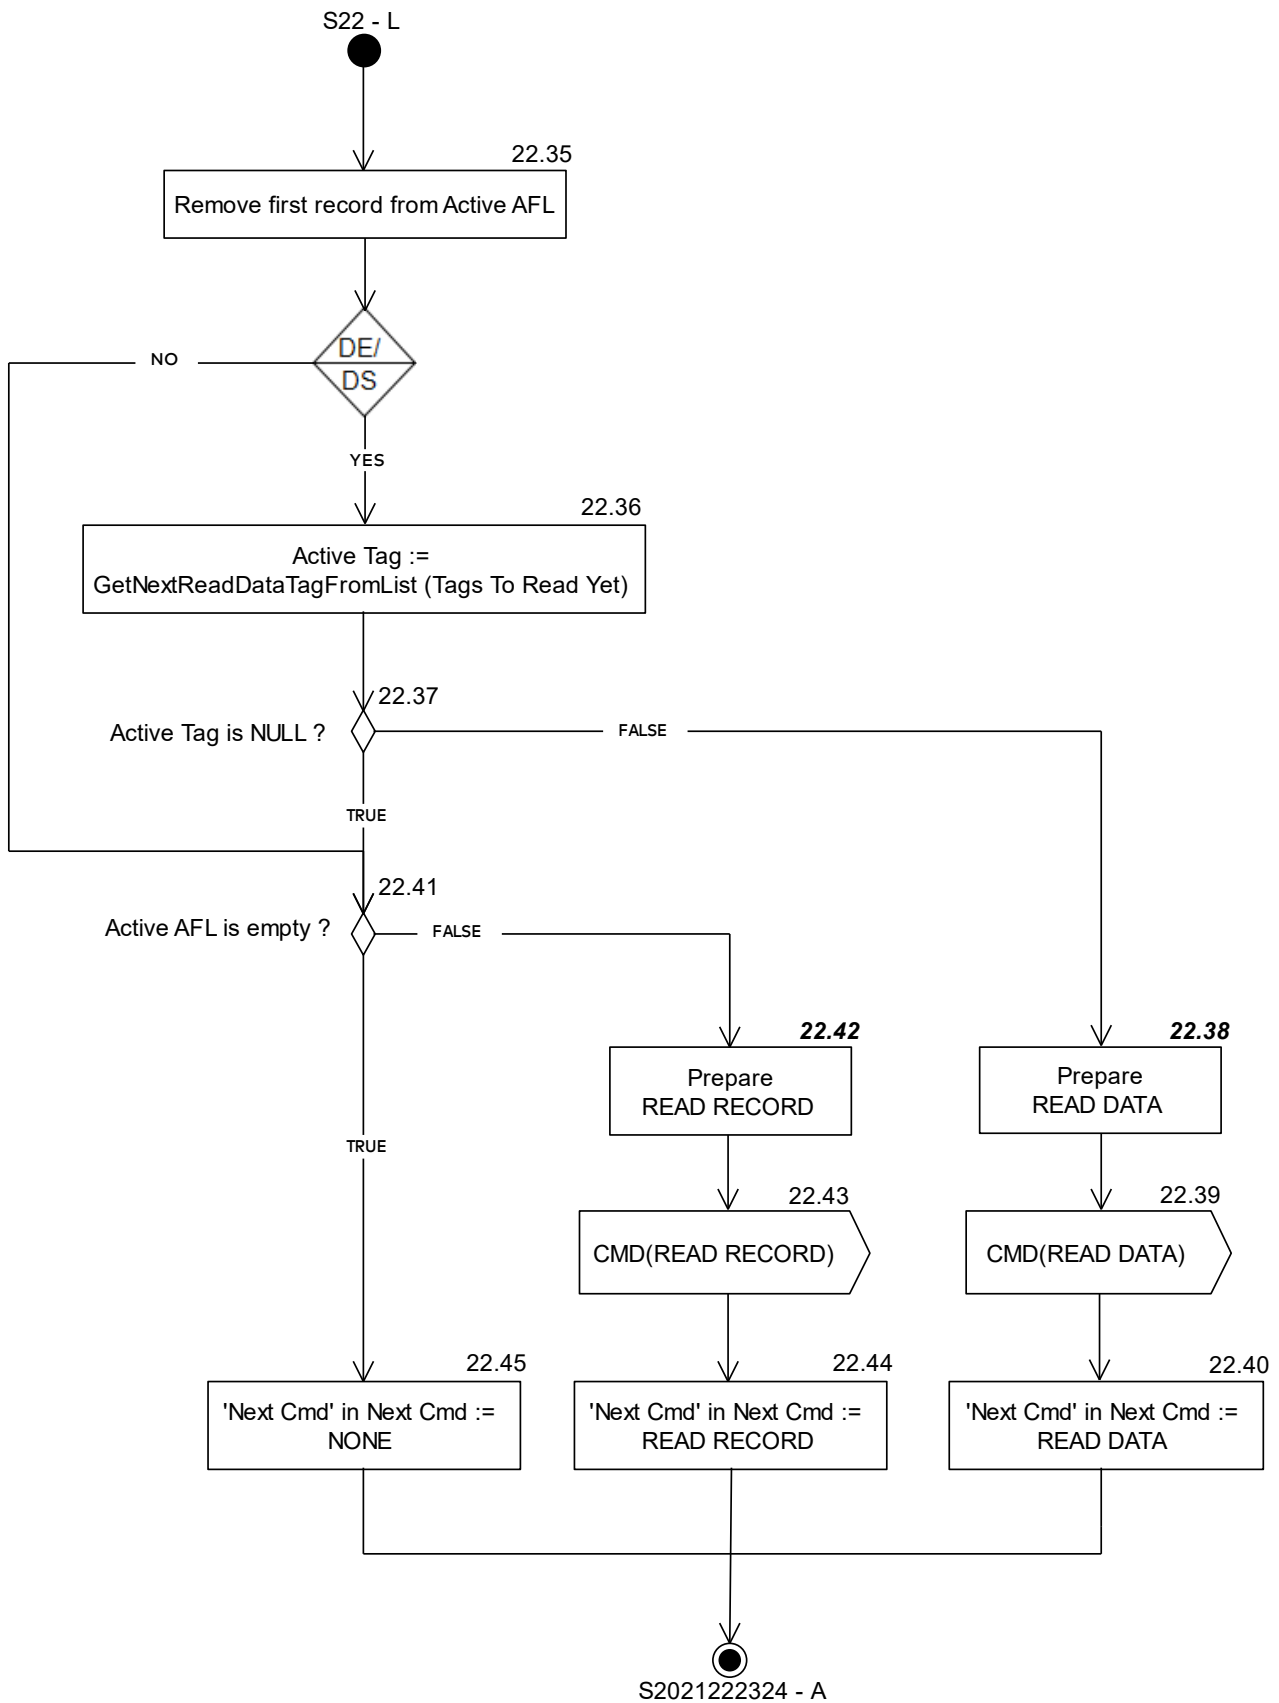 S22 - L
22.35
Remove first record from Active AFL
DE/
DS
NO
YES
22.36
Active Tag :=
GetNextReadDataTagFromList (Tags To Read Yet)
22.37
Active Tag is NULL ?
FALSE
TRUE
22.41
Active AFL is empty ?
FALSE
22.42
22.38
Prepare
READ RECORD
Prepare
READ DATA
TRUE
22.43
22.39
CMD(READ RECORD)
CMD(READ DATA)
22.45
22.44
22.40
'Next Cmd' in Next Cmd :=
NONE
'Next Cmd' in Next Cmd :=
READ RECORD
'Next Cmd' in Next Cmd :=
READ DATA
S2021222324 - A